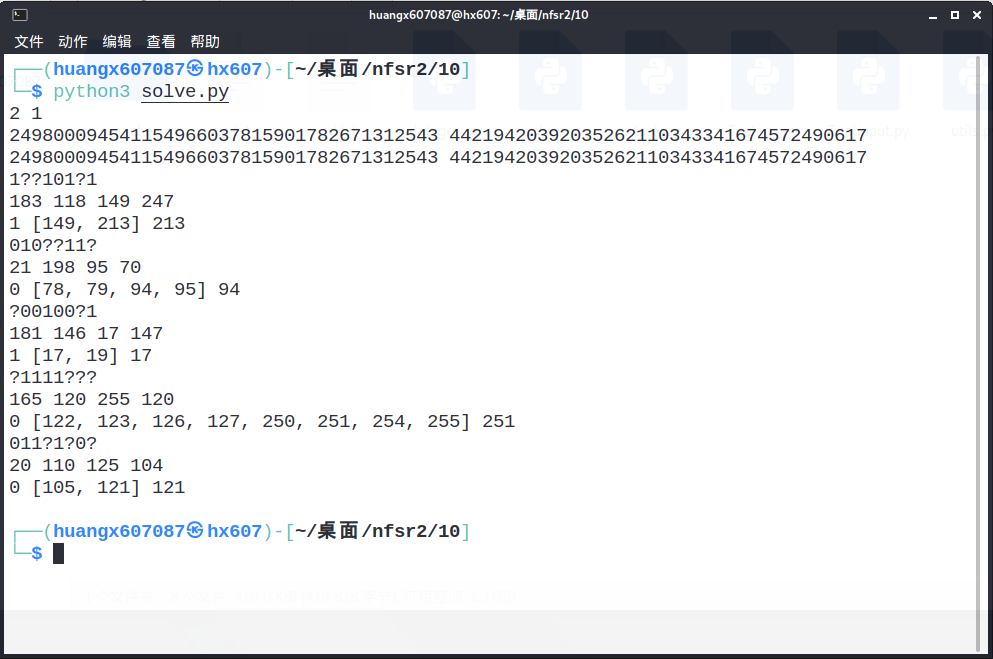 huangx607087@hx607: ~/桌面/nfsr2/10
文件 动作 编辑 查看 帮助
┌──(huangx607087㉿hx607)-[~/桌面/nfsr2/10]
└─$ python3 solve.py
2 1
249800094541154966037815901782671312543 442194203920352621103433416745724​90617
249800094541154966037815901782671312543 44219420392035262110343341674572490617
1??101?1
183 118 149 247
1 [149, 213] 213
010??11?
21 198 95 70
0 [78, 79, 94, 95] 94
?00100?1
181 146 17 147
1 [17, 19] 17
?1111???
165 120 255 120
0 [122, 123, 126, 127, 250, 251, 254, 255] 251
011?1?0?
20 110 125 104
0 [105, 121] 121
┌──(huangx607087㉿hx607)-[~/桌面/nfsr2/10]
└─$